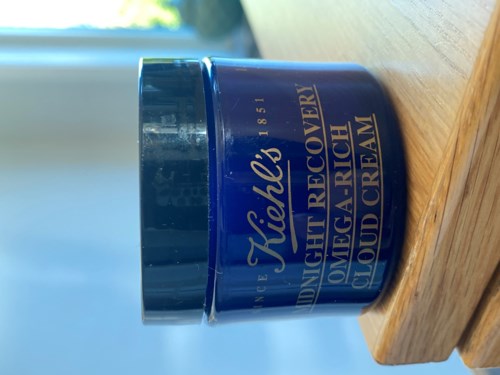 Kiehl's
1851
MIDNIGHT RECOVERY
OMEGA-RICH
CLOUD CREAM